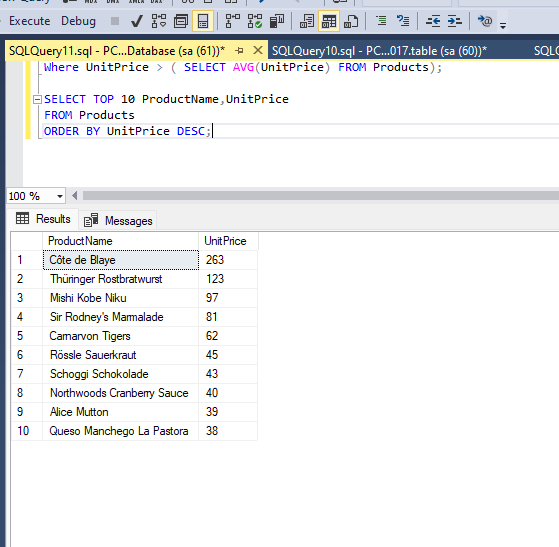 Execute Debug
SQLQuery11.sql - PC...Database (sa (61))* SQLQuery10.sql - PC...017.table (sa (60))*
Where UnitPrice > ( SELECT AVG(UnitPrice) FROM Products);
SELECT TOP 10 ProductName,UnitPrice
FROM Products
ORDER BY UnitPrice DESC;
100 %
Results Messages
ProductName UnitPrice
1 Côte de Blaye 263
2 Thüringer Rostbratwurst 123
3 Mishi Kobe Niku 97
4 Sir Rodney's Marmalade 81
5 Carnarvon Tigers 62
6 Rössle Sauerkraut 45
7 Schoggi Schokolade 43
8 Northwoods Cranberry Sauce 40
9 Alice Mutton 39
10 Queso Manchego La Pastora 38